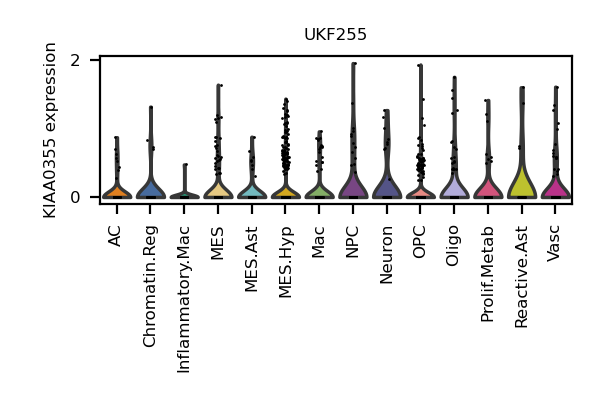 UKF255
KIAA0355 expression
2
0
AC
Chromatin.Reg
Inflammatory.Mac
MES
MES.Ast
MES.Hyp
Mac
NPC
Neuron
OPC
Oligo
Prolif.Metab
Reactive.Ast
Vasc